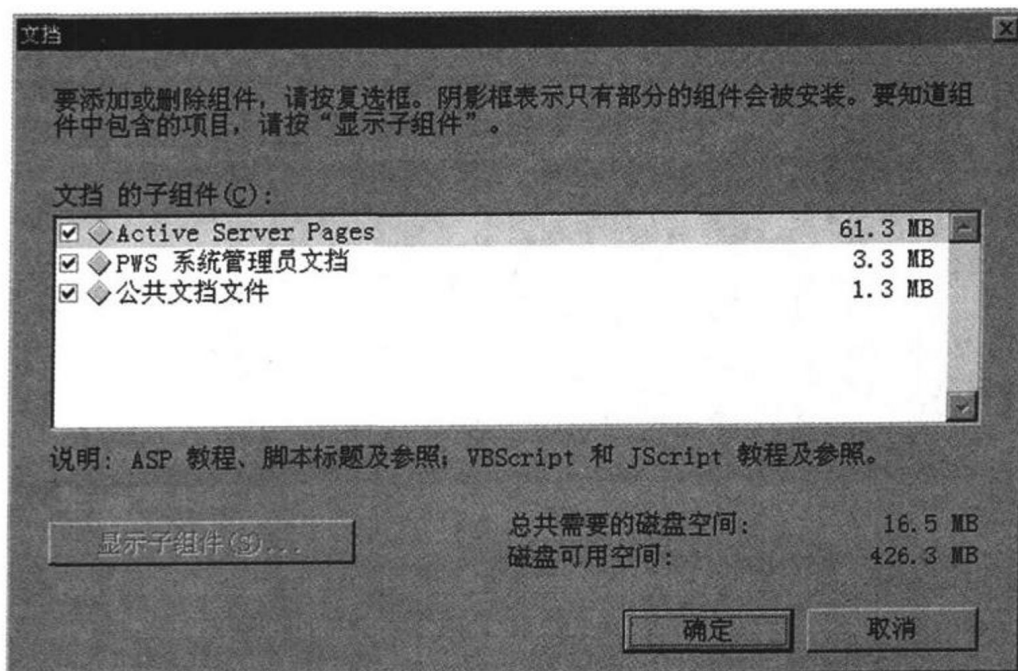 文挡
要添加或删除组件，请按复选框。阴影框表示只有部分的组件会被安装。要知道组
件中包含的项目，请按“显示子组件”。
文挡 的子组件(C):
Active Server Pages 61.3 MB
PWS 系统管理员文挡 3.3 MB
公共文挡文件 1.3 MB
说明: ASP 教程、脚本标题及参照；VBScript 和 JScript 教程及参照。
显示子组件(S)...
总共需要的磁盘空间: 16.5 MB
磁盘可用空间: 426.3 MB
确定 取消